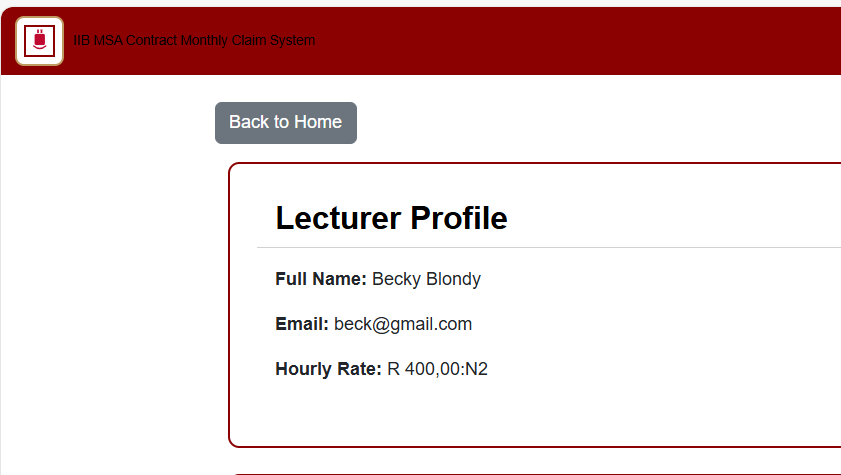 IIB MSA Contract Monthly Claim System
Back to Home
Lecturer Profile
Full Name: Becky Blondy
Email: beck@gmail.com
Hourly Rate: R 400,00:N2